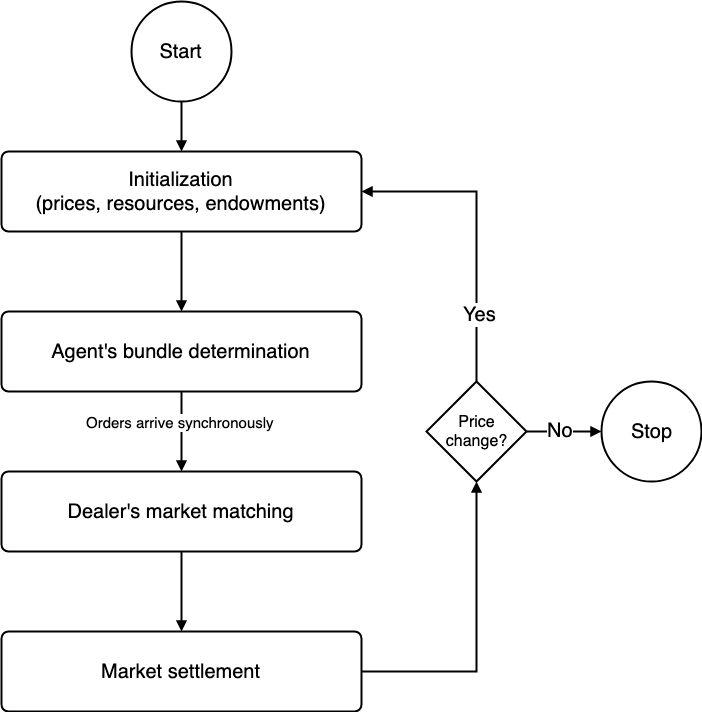 Start
Initialization
(prices, resources, endowments)
Agent's bundle determination
Orders arrive synchronously
Dealer's market matching
Market settlement
Price
change?
Yes
No
Stop